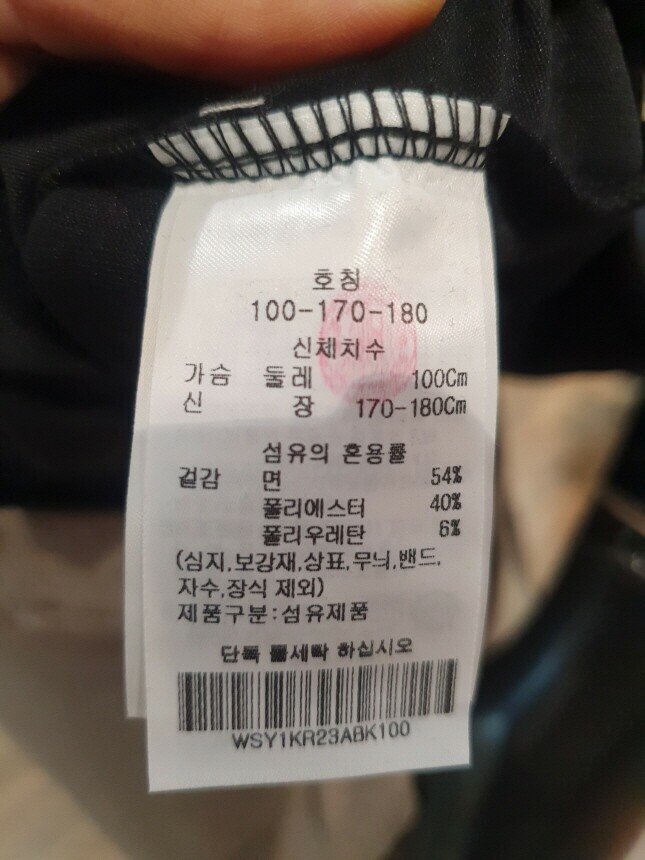 호칭
100-170-180
신체치수
가슴 둘레 100Cm
신 장 170-180Cm
섬유의 혼용률
겉감 면 54%
폴리에스터 40%
폴리우레탄 6%
(심지,보강재,상표,무늬,밴드,
자수,장식 제외)
제품구분:섬유제품
단독 물세탁 하십시오
WSY1KR23ABK100